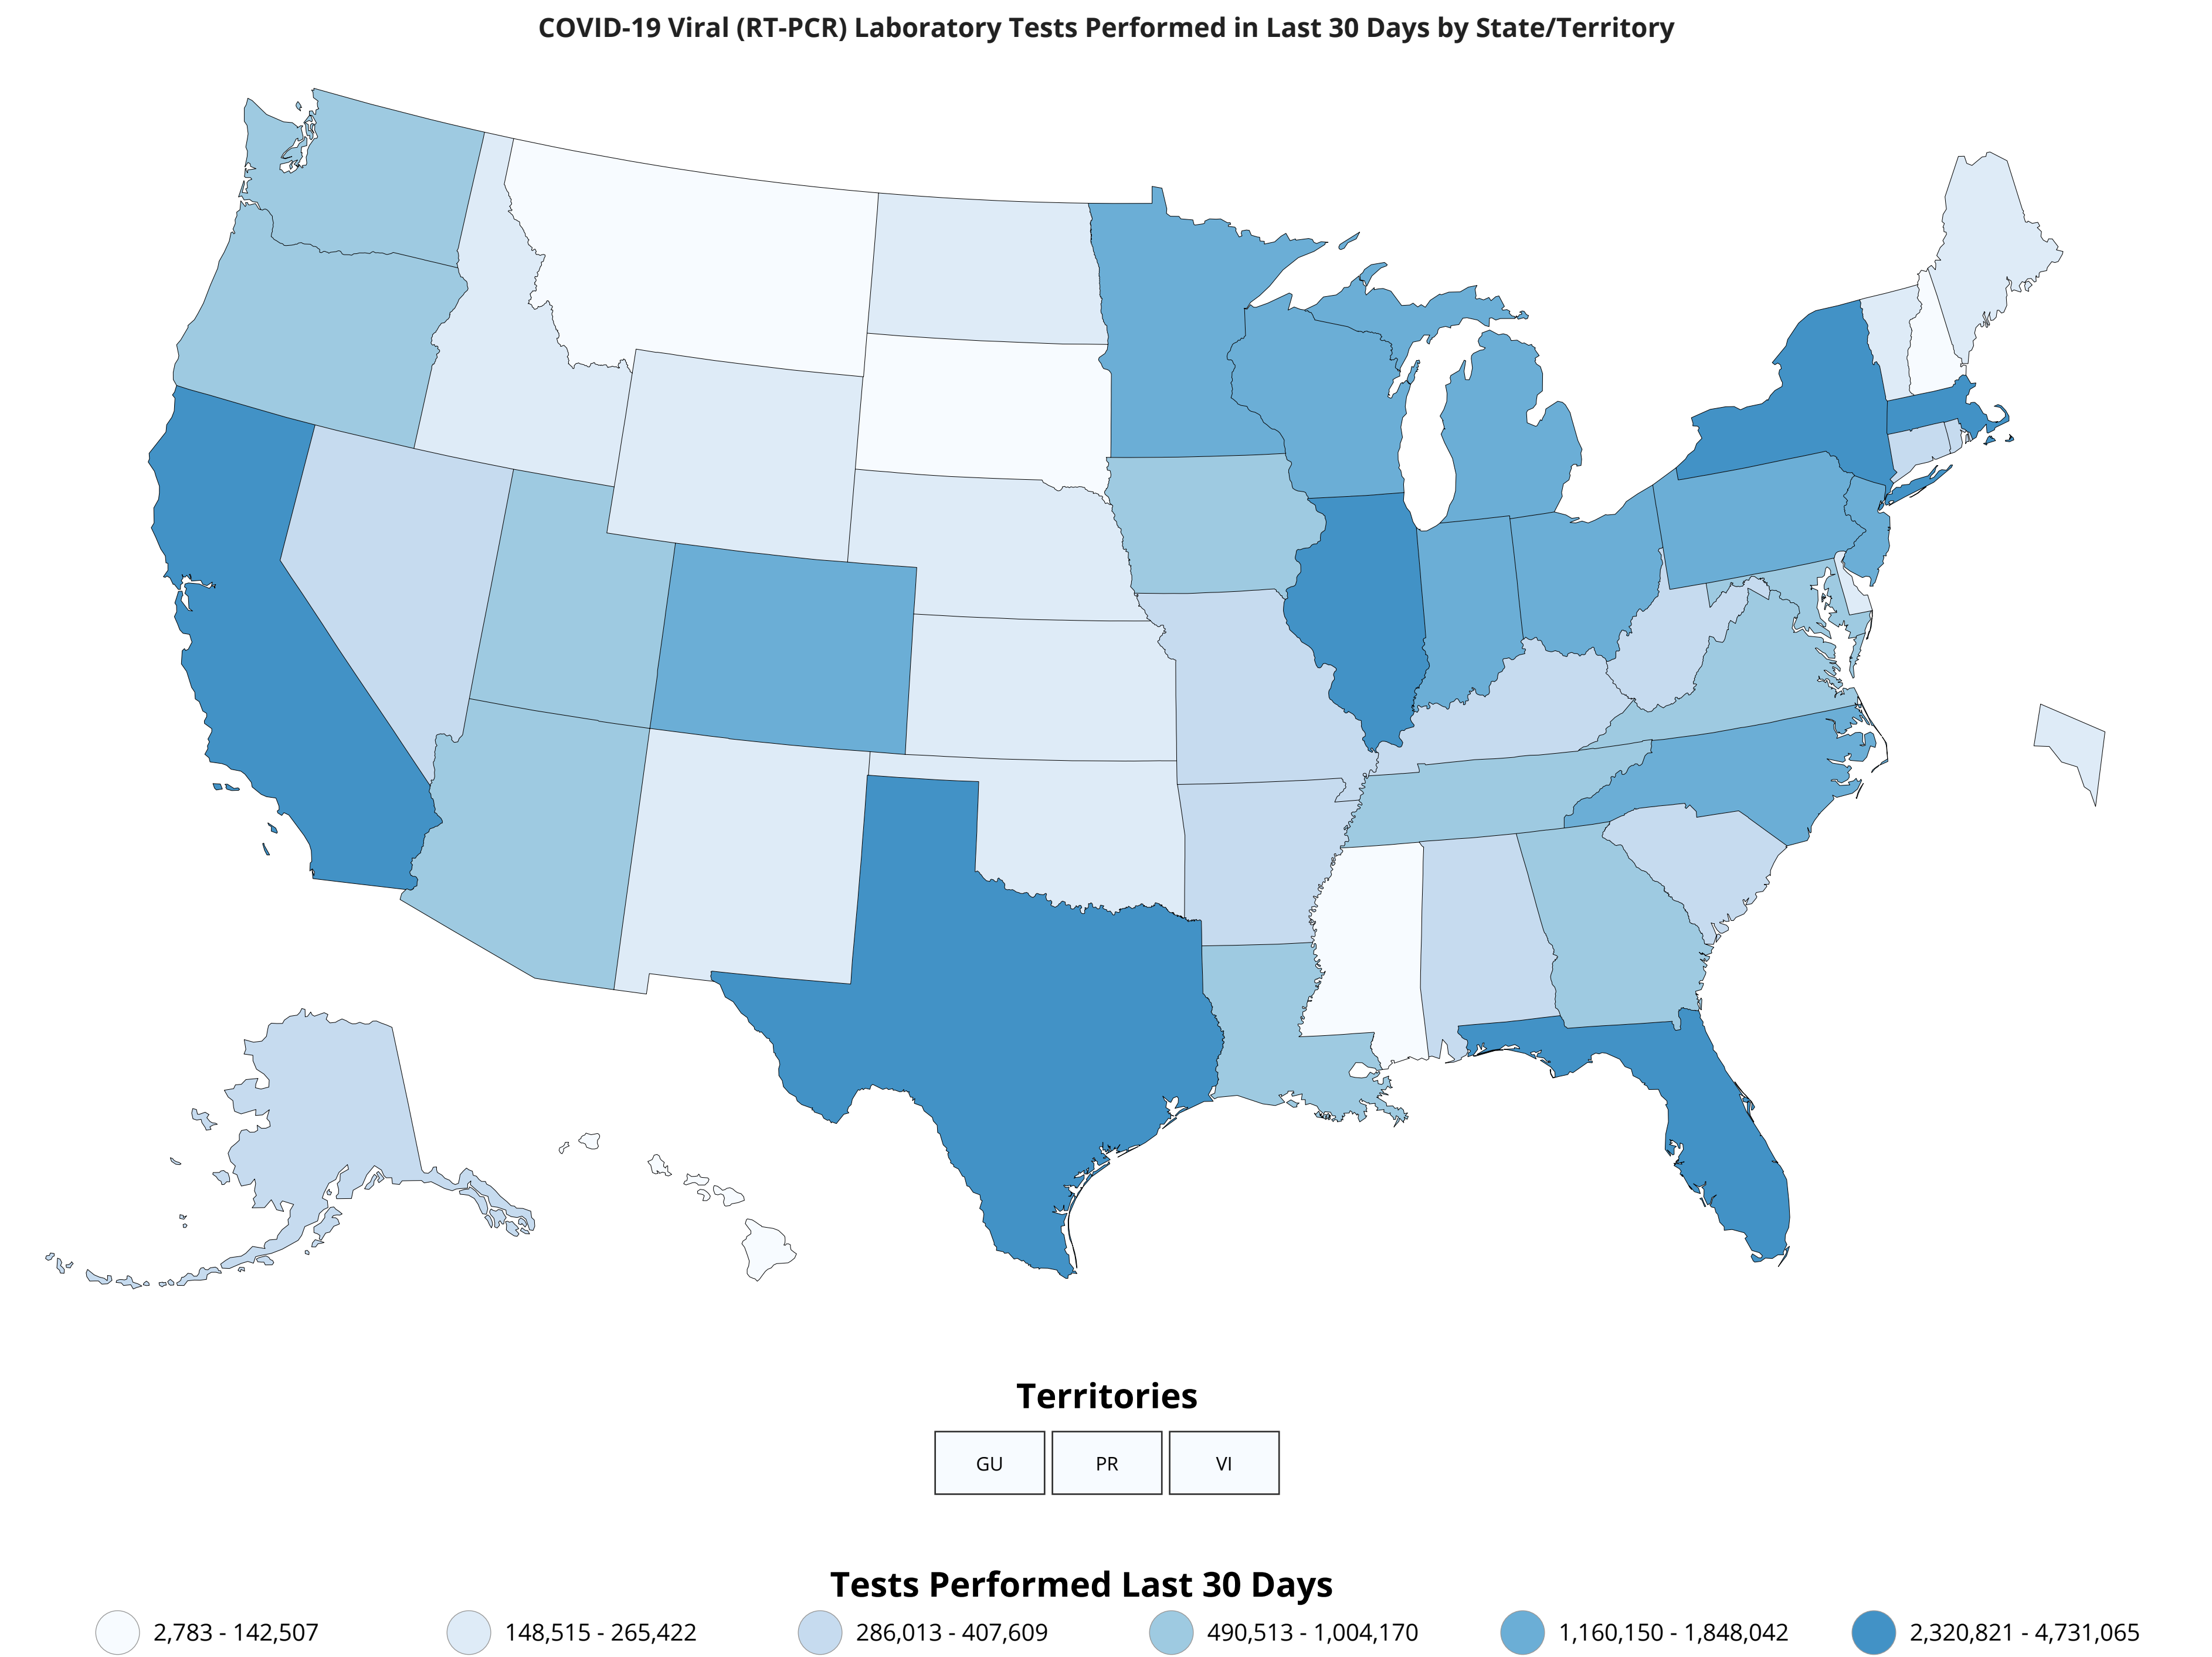 COVID-19 Viral (RT-PCR) Laboratory Tests Performed in Last 30 Days by State/Territory
Territories
GU PR VI
Tests Performed Last 30 Days
2,783 - 142,507 148,515 - 265,422 286,013 - 407,609 490,513 - 1,004,170 1,160,150 - 1,848,042 2,320,821 - 4,731,065